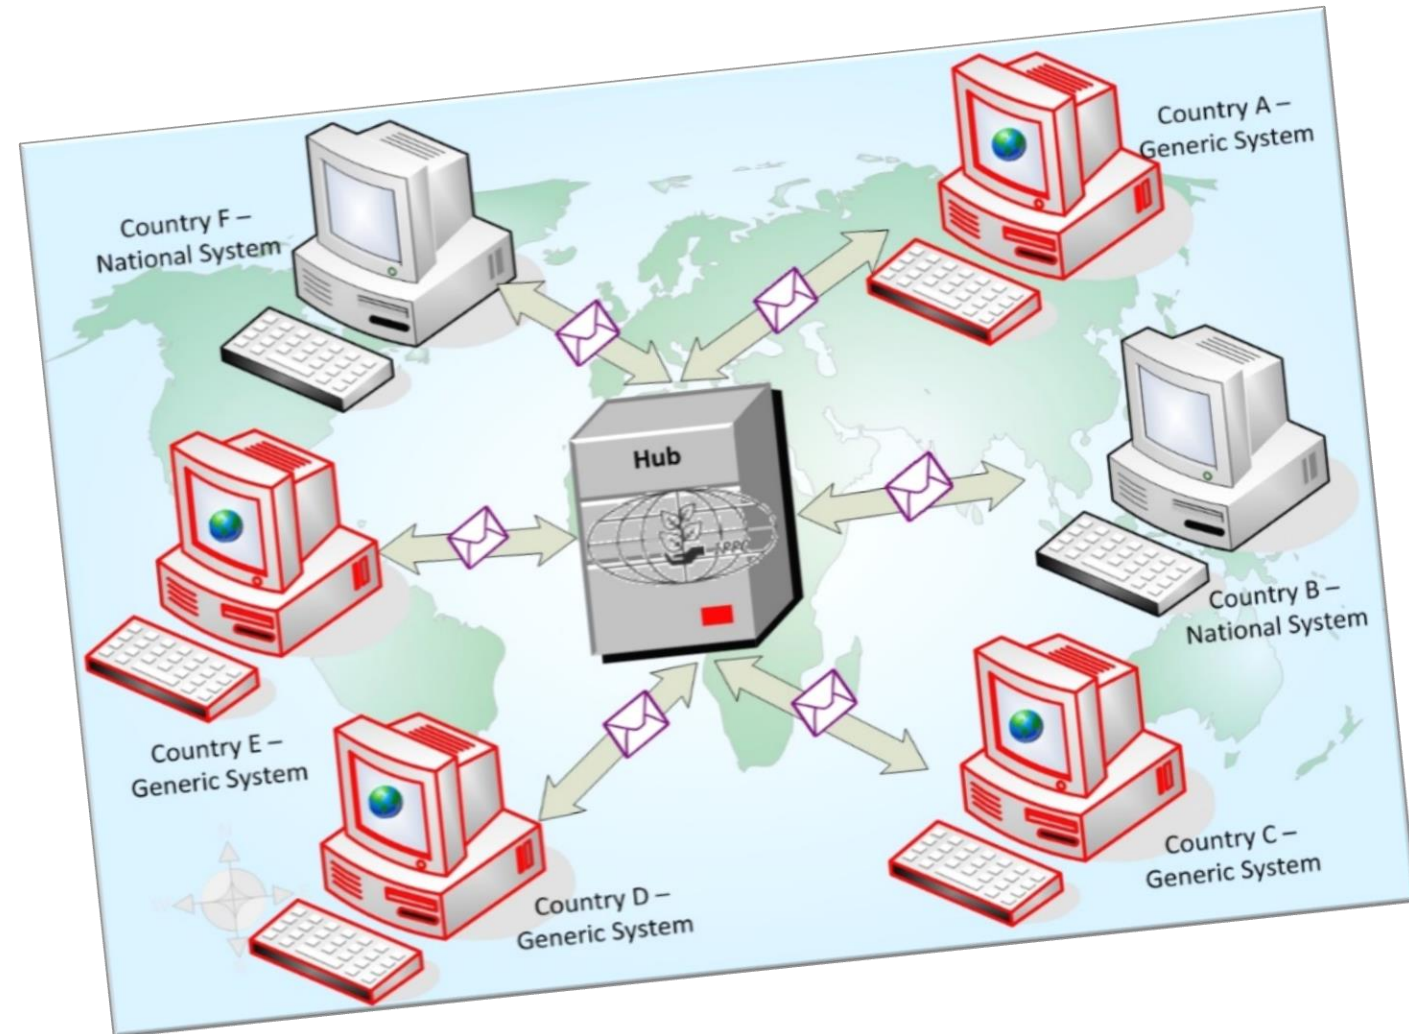 Country A –
Generic System
Country F –
National System
Hub
IPPC
Country B –
National System
Country E –
Generic System
Country C –
Generic System
Country D –
Generic System